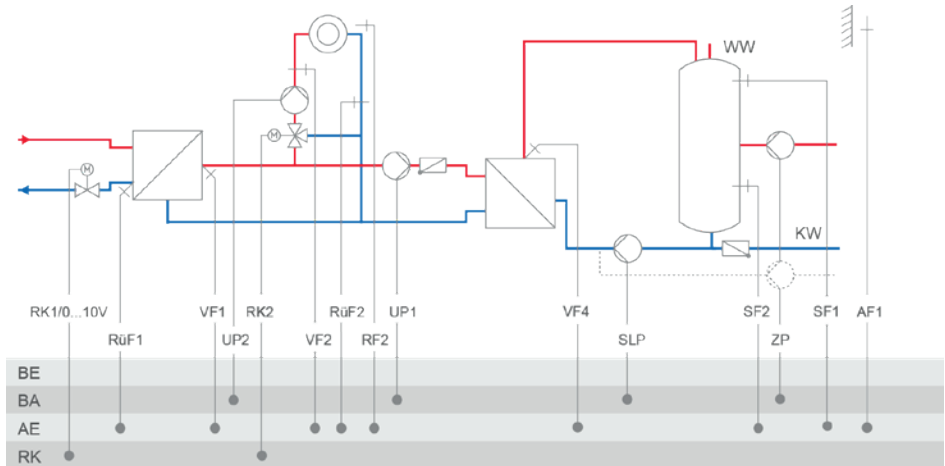 WW
M
M
KW
RK1/0...10V VF1 RK2 RüF2 UP1 VF4 SF2 SF1 AF1
RüF1 UP2 VF2 RF2 SLP ZP
BE
BA
AE
RK